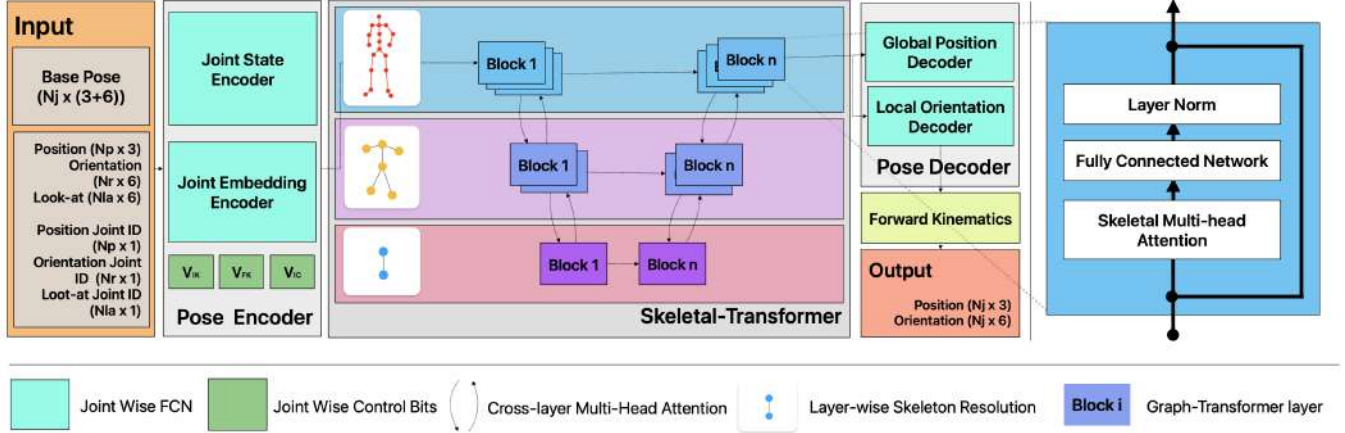 Input
Base Pose
(Nj x (3+6))
Position (Np x 3)
Orientation
(Nr x 6)
Look-at (Nla x 6)
Position Joint ID
(Np x 1)
Orientation Joint
ID (Nr x 1)
Loot-at Joint ID
(Nla x 1)
Joint State
Encoder
Joint Embedding
Encoder
VIK
VFK
VIC
Pose Encoder
Block 1
Block n
Block 1
Block n
Block 1
Block n
Skeletal-Transformer
Global Position
Decoder
Local Orientation
Decoder
Pose Decoder
Forward Kinematics
Output
Position (Nj x 3)
Orientation (Nj x 6)
Layer Norm
Fully Connected Network
Skeletal Multi-head
Attention
Joint Wise FCN
Joint Wise Control Bits
Cross-layer Multi-Head Attention
Layer-wise Skeleton Resolution
Block i
Graph-Transformer layer